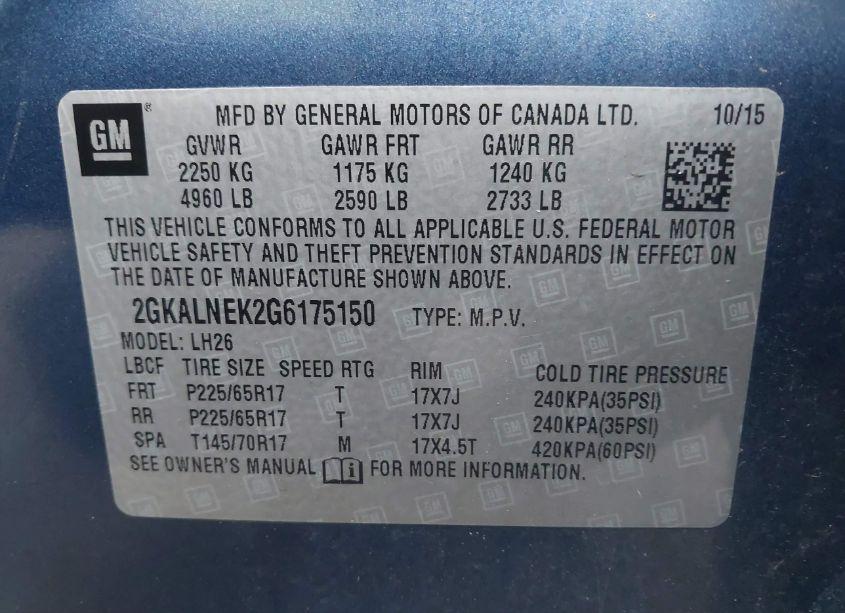 GM ® MFD BY GENERAL MOTORS OF CANADA LTD. 10/15
GVWR GAWR FRT GAWR RR
2250 KG 1175 KG 1240 KG
4960 LB 2590 LB 2733 LB
THIS VEHICLE CONFORMS TO ALL APPLICABLE U.S. FEDERAL MOTOR
VEHICLE SAFETY AND THEFT PREVENTION STANDARDS IN EFFECT ON
THE DATE OF MANUFACTURE SHOWN ABOVE.
2GKALNEK2G6175150 TYPE: M.P.V.
MODEL: LH26
LBCF TIRE SIZE SPEED RTG RIM COLD TIRE PRESSURE
FRT P225/65R17 T 17X7J 240KPA(35PSI)
RR P225/65R17 T 17X7J 240KPA(35PSI)
SPA T145/70R17 M 17X4.5T 420KPA(60PSI)
SEE OWNER'S MANUAL i FOR MORE INFORMATION.